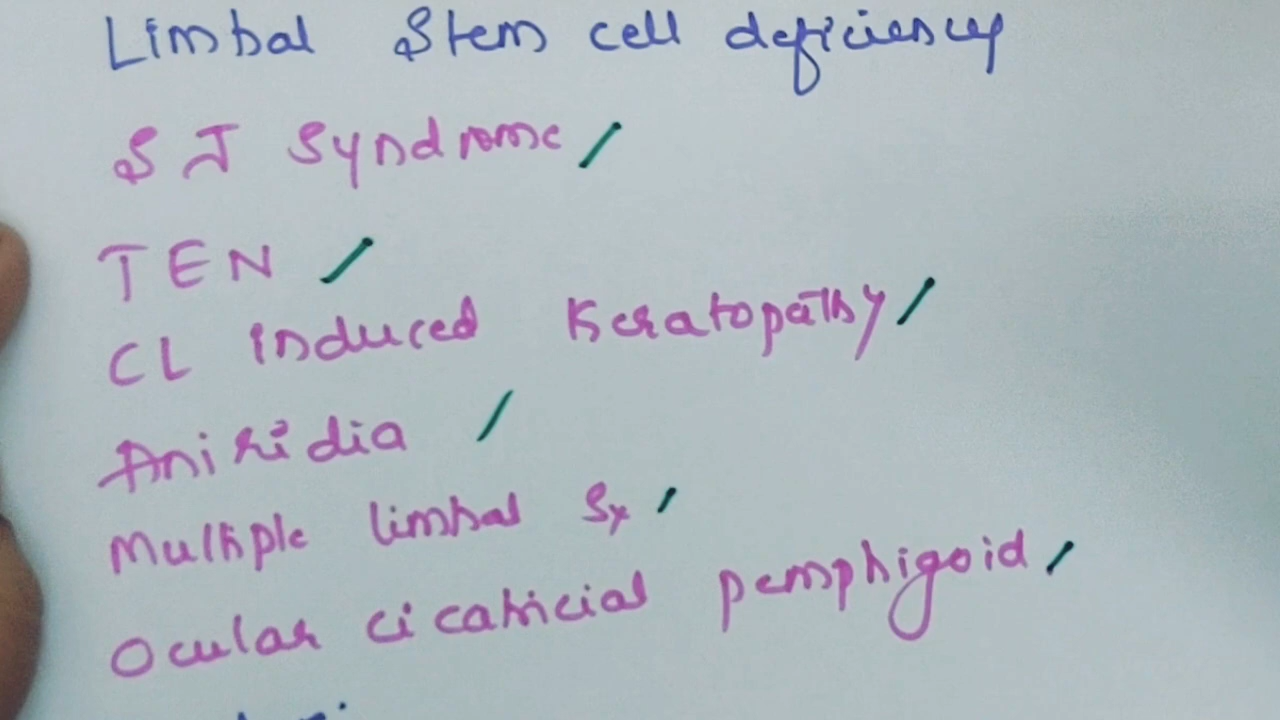 Limbal Stem cell deficiency
S J Syndrome
TEN
CL induced Keratopathy
Aniridia
Multiple limbal Sx
Ocular cicatricial pemphigoid